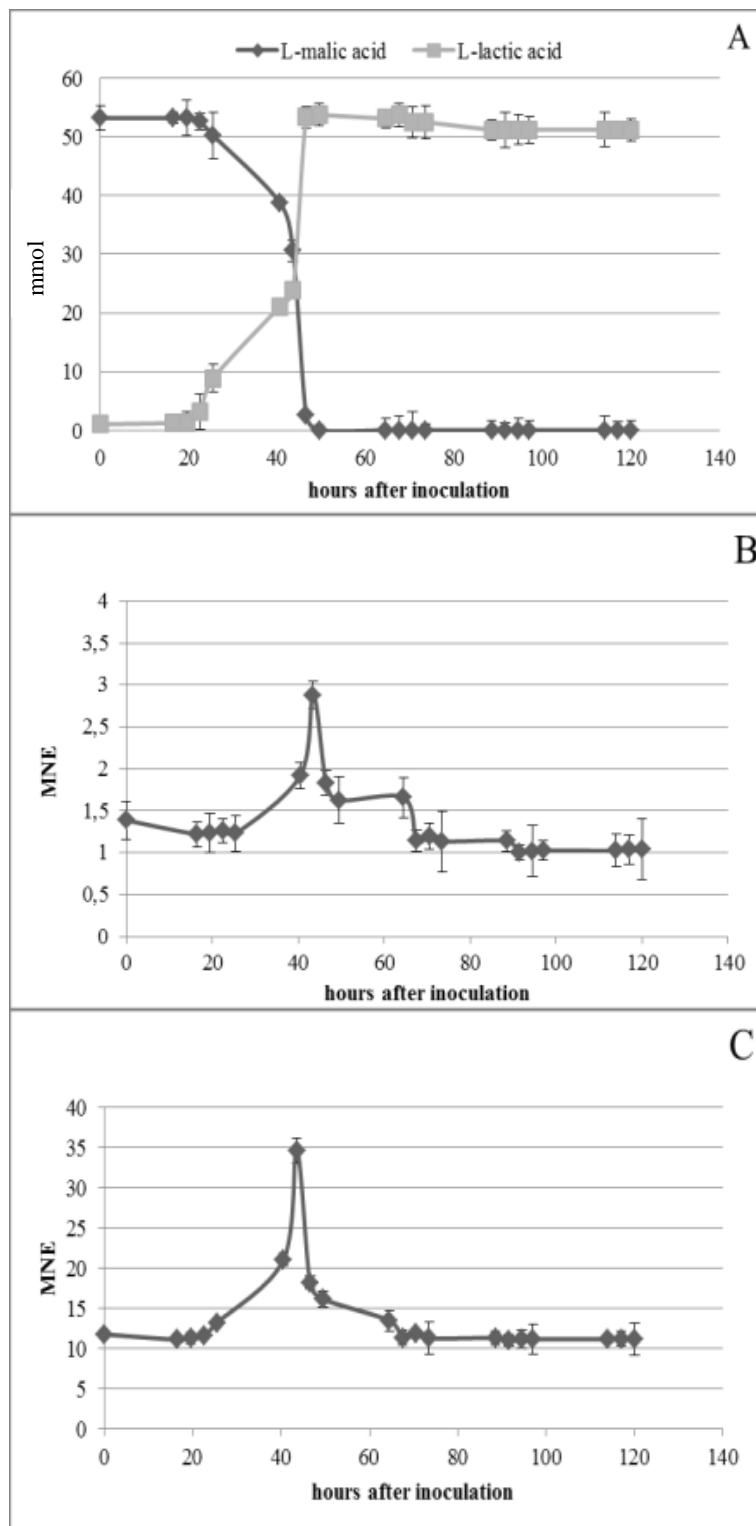 A
L-malic acid L-lactic acid
60
50
40
30
20
10
0
mmol
0 20 40 60 80 100 120 140
hours after inoculation
B
4
3,5
3
2,5
2
1,5
1
0,5
0
MNE
0 20 40 60 80 100 120 140
hours after inoculation
C
40
35
30
25
20
15
10
5
0
MNE
0 20 40 60 80 100 120 140
hours after inoculation